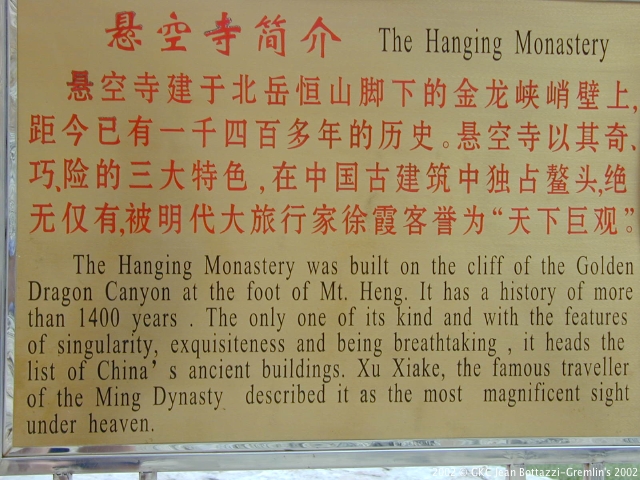 悬空寺简介 The Hanging Monastery
悬空寺建于北岳恒山脚下的金龙峡峭壁上,
距今已有一千四百多年的历史。悬空寺以其奇、
巧、险的三大特色,在中国古建筑中独占鳌头,绝
无仅有,被明代大旅行家徐霞客誉为“天下巨观”。
The Hanging Monastery was built on the cliff of the Golden
Dragon Canyon at the foot of Mt. Heng. It has a history of more
than 1400 years . The only one of its kind and with the features
of singularity, exquisiteness and being breathtaking , it heads the
list of China's ancient buildings. Xu Xiake, the famous traveller
of the Ming Dynasty described it as the most magnificent sight
under heaven.
Jean Bottazzi-Gremlin's 2002